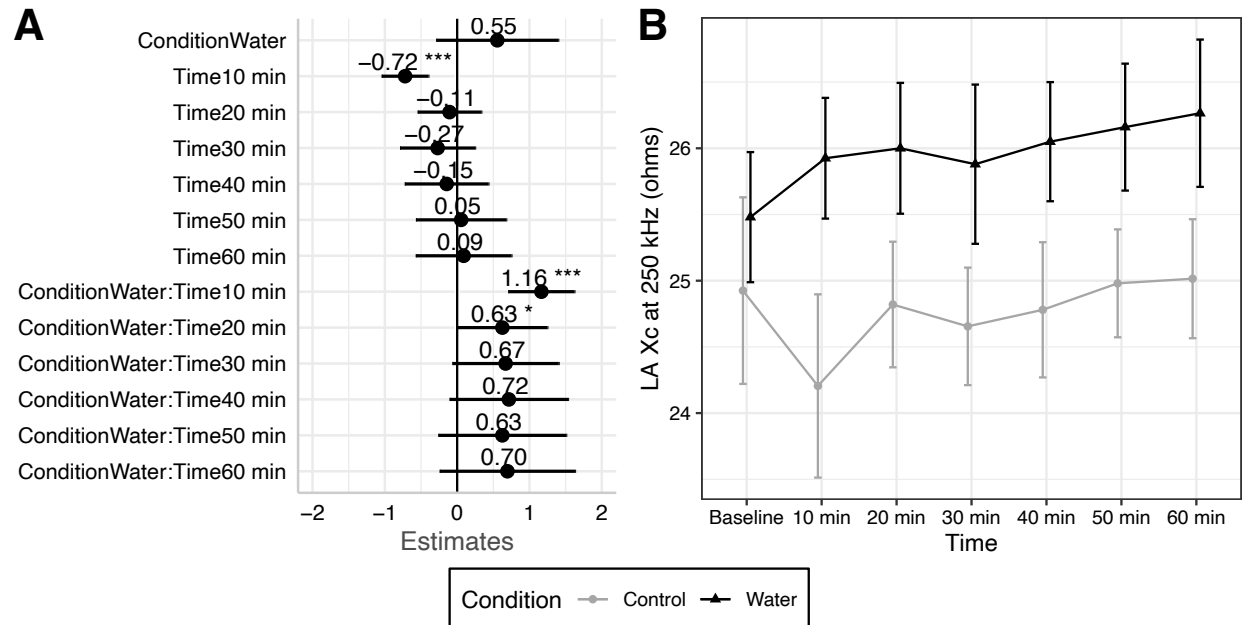 A
ConditionWater 0.55
Time10 min −0.72 ***
Time20 min −0.11
Time30 min −0.27
Time40 min −0.15
Time50 min 0.05
Time60 min 0.09
ConditionWater:Time10 min 1.16 ***
ConditionWater:Time20 min 0.63 *
ConditionWater:Time30 min 0.67
ConditionWater:Time40 min 0.72
ConditionWater:Time50 min 0.63
ConditionWater:Time60 min 0.70
−2 −1 0 1 2
Estimates
B
LA Xc at 250 kHz (ohms)
26
25
24
Baseline 10 min 20 min 30 min 40 min 50 min 60 min
Time
Condition Control Water